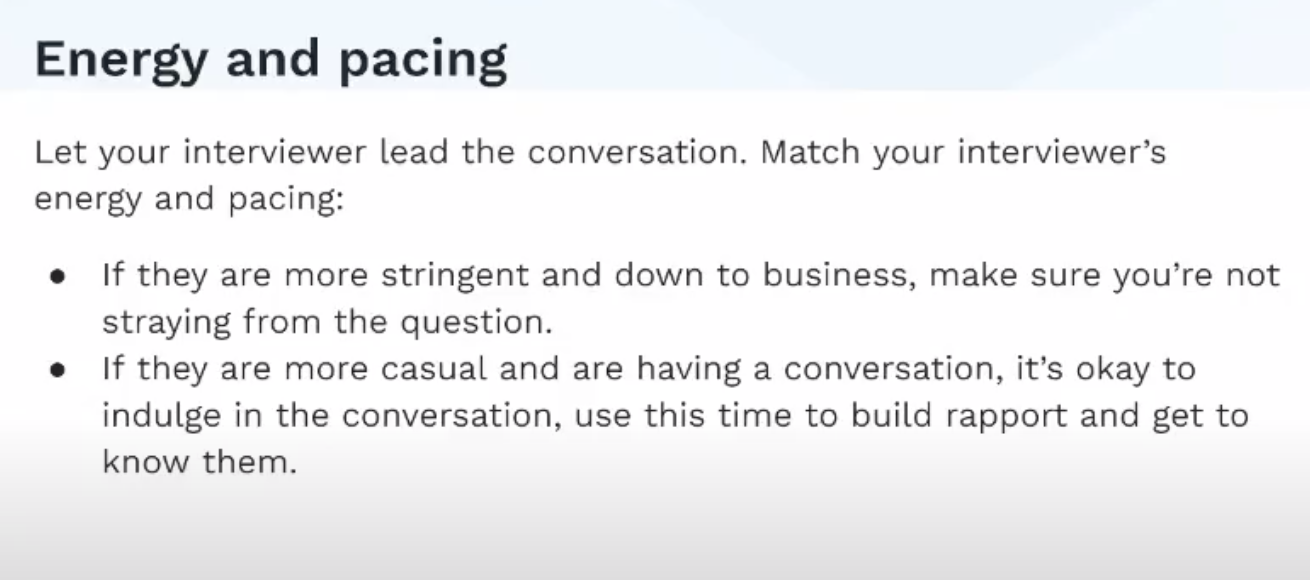 Energy and pacing
Let your interviewer lead the conversation. Match your interviewer’s
energy and pacing:
● If they are more stringent and down to business, make sure you’re not
straying from the question.
● If they are more casual and are having a conversation, it’s okay to
indulge in the conversation, use this time to build rapport and get to
know them.